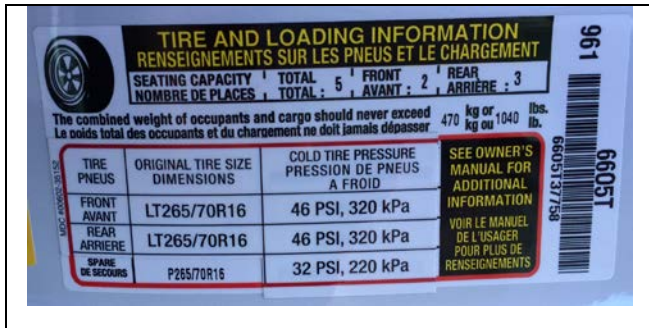 TIRE AND LOADING INFORMATION
RENSEIGNEMENTS SUR LES PNEUS ET LE CHARGEMENT
SEATING CAPACITY TOTAL 5 FRONT 2 REAR 3
NOMBRE DE PLACES TOTAL : AVANT : ARRIÈRE :
The combined weight of occupants and cargo should never exceed 470 kg or 1040 lbs.
Le poids total des occupants et du chargement ne doit jamais dépasser kg ou lb.
TIRE ORIGINAL TIRE SIZE COLD TIRE PRESSURE
PNEUS DIMENSIONS PRESSION DE PNEUS
A FROID
FRONT LT265/70R16 46 PSI, 320 kPa
AVANT
REAR LT265/70R16 46 PSI, 320 kPa
ARRIERE
SPARE P265/70R16 32 PSI, 220 kPa
DE SECOURS
SEE OWNER'S
MANUAL FOR
ADDITIONAL
INFORMATION
VOIR LE MANUEL
DE L'USAGER
POUR PLUS DE
RENSEIGNEMENTS
961
6605T37758
6605T